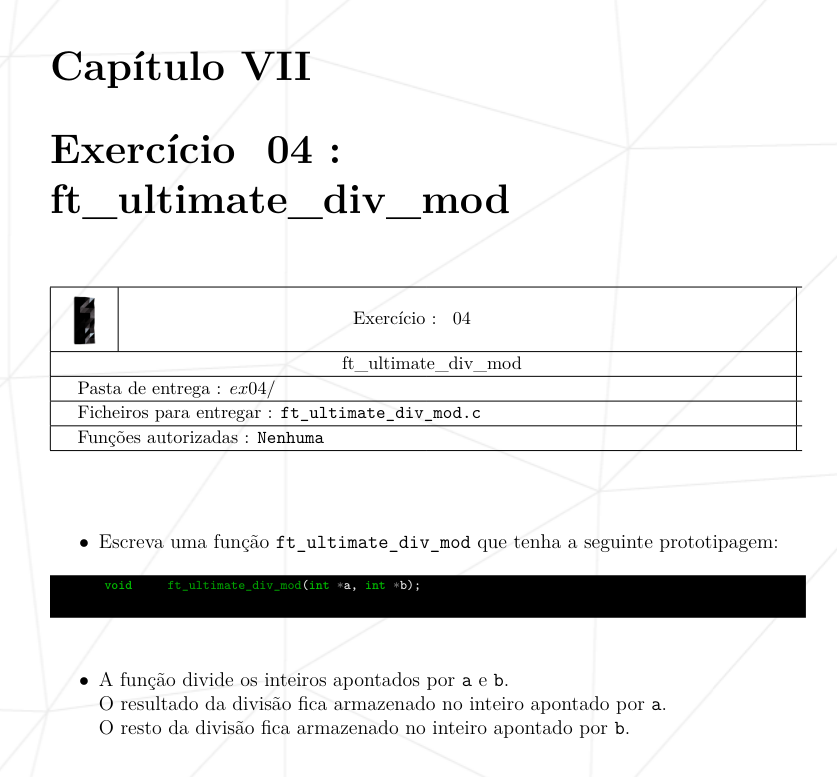 Capítulo VII
Exercício 04 :
ft_ultimate_div_mod
Exercício : 04
ft_ultimate_div_mod
Pasta de entrega : ex04/
Ficheiros para entregar : ft_ultimate_div_mod.c
Funções autorizadas : Nenhuma
• Escreva uma função ft_ultimate_div_mod que tenha a seguinte prototipagem:
void ft_ultimate_div_mod(int *a, int *b);
• A função divide os inteiros apontados por a e b.
O resultado da divisão fica armazenado no inteiro apontado por a.
O resto da divisão fica armazenado no inteiro apontado por b.